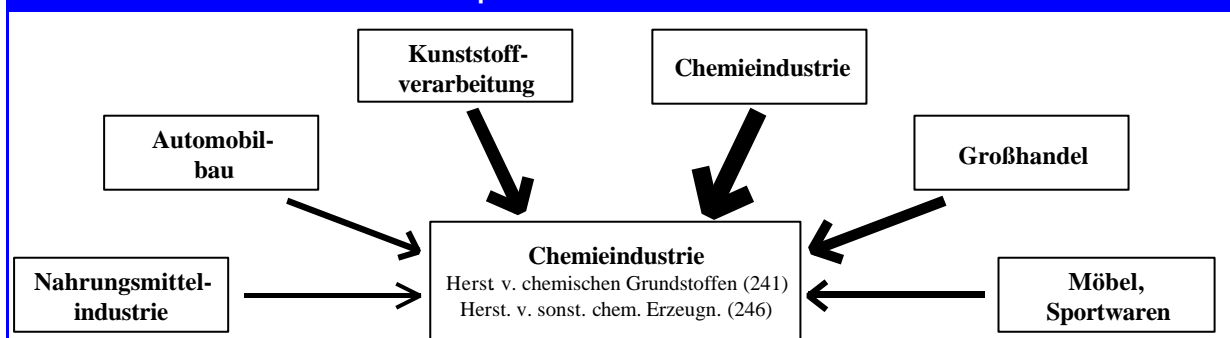 Kunststoff-
verarbeitung
Chemieindustrie
Automobil-
bau
Großhandel
Chemieindustrie
Herst. v. chemischen Grundstoffen (241)
Herst. v. sonst. chem. Erzeugn. (246)
Nahrungsmittel-
industrie
Möbel,
Sportwaren